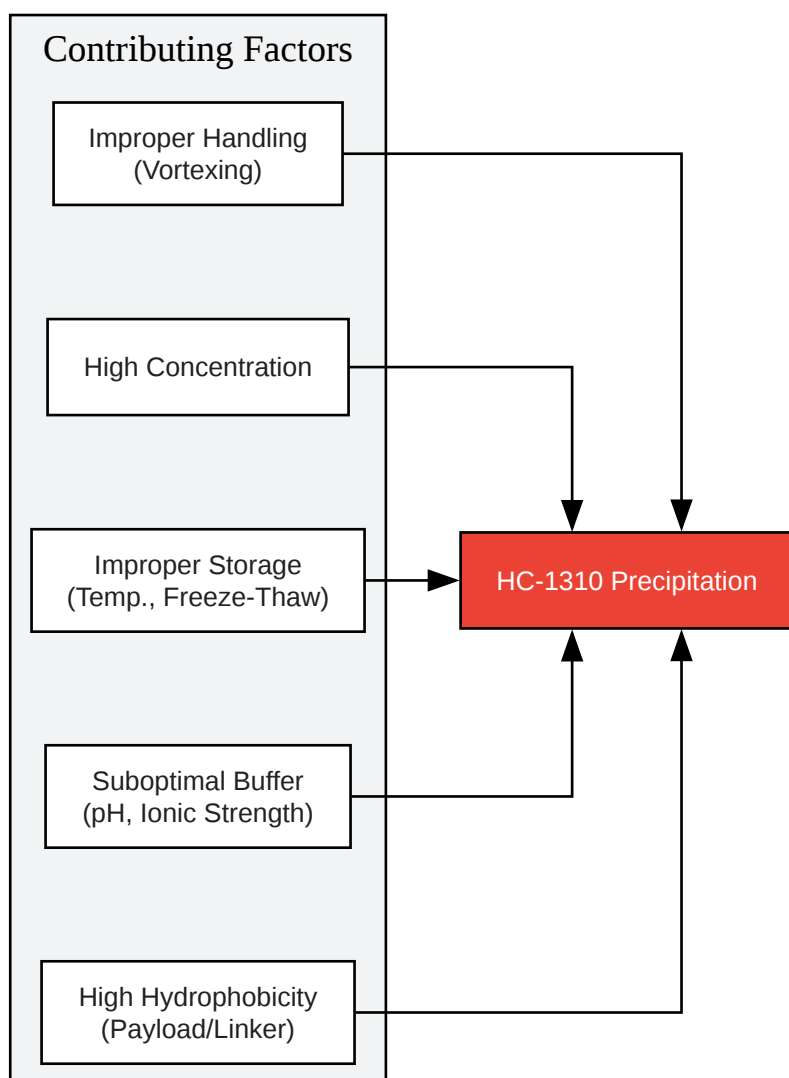 Contributing Factors
Improper Handling
(Vortexing)
High Concentration
Improper Storage
(Temp., Freeze-Thaw)
HC-1310 Precipitation
Suboptimal Buffer
(pH, Ionic Strength)
High Hydrophobicity
(Payload/Linker)